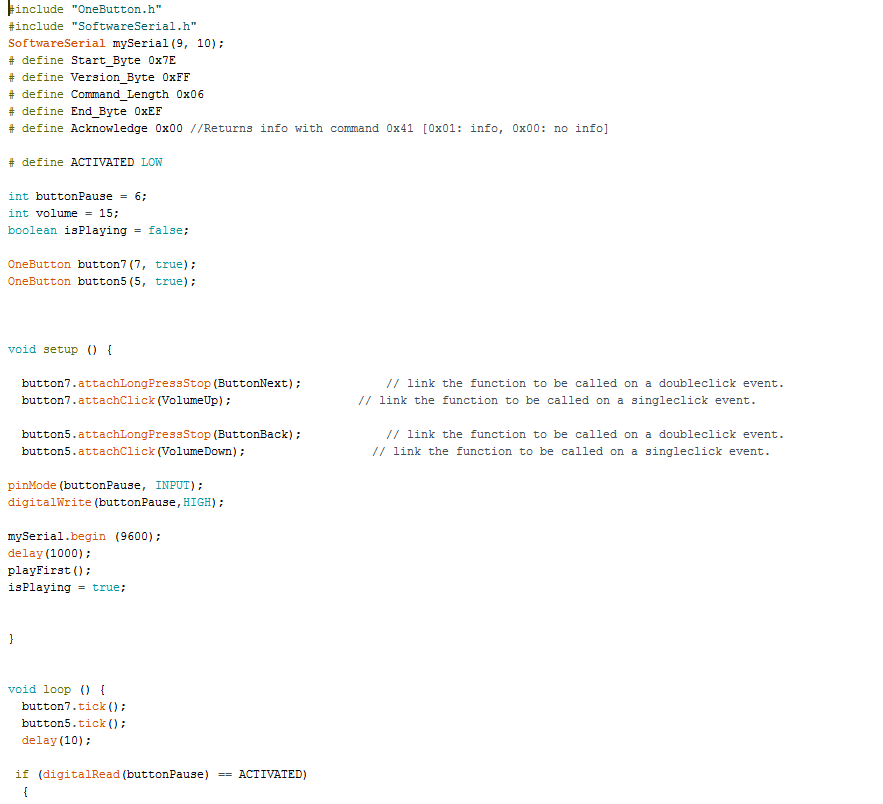 #include "OneButton.h"
#include "SoftwareSerial.h"
SoftwareSerial mySerial(9, 10);
# define Start_Byte 0x7E
# define Version_Byte 0xFF
# define Command_Length 0x06
# define End_Byte 0xEF
# define Acknowledge 0x00 //Returns info with command 0x41 [0x01: info, 0x00: no info]
# define ACTIVATED LOW
int buttonPause = 6;
int volume = 15;
boolean isPlaying = false;
OneButton button7(7, true);
OneButton button5(5, true);
void setup () {
button7.attachLongPressStop(ButtonNext); // link the function to be called on a doubleclick event.
button7.attachClick(VolumeUp); // link the function to be called on a singleclick event.
button5.attachLongPressStop(ButtonBack); // link the function to be called on a doubleclick event.
button5.attachClick(VolumeDown); // link the function to be called on a singleclick event.
pinMode(buttonPause, INPUT);
digitalWrite(buttonPause,HIGH);
mySerial.begin (9600);
delay(1000);
playFirst();
isPlaying = true;
}
void loop () {
button7.tick();
button5.tick();
delay(10);
if (digitalRead(buttonPause) == ACTIVATED)
{